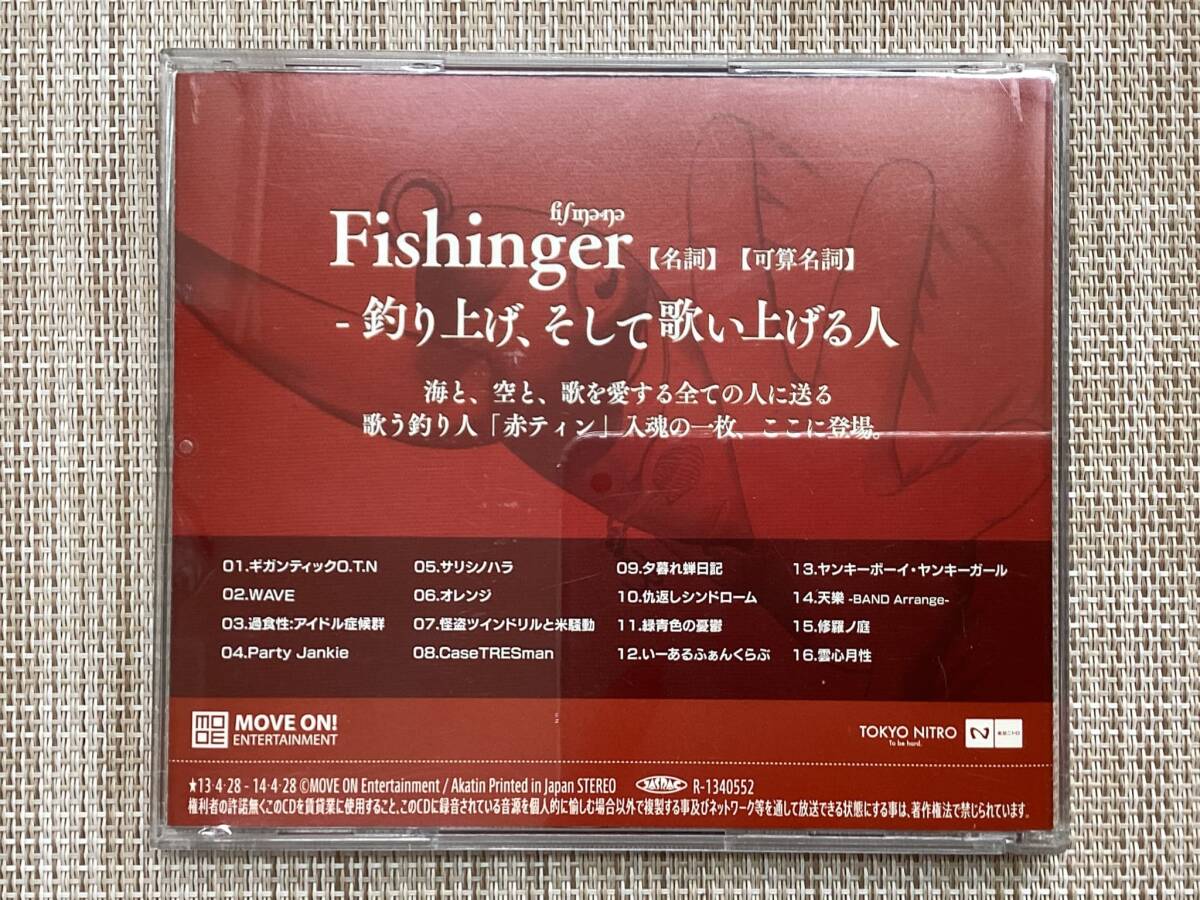 Fishinger【名詞】【可算名詞】
- 釣り上げ、そして歌い上げる人
海と、空と、歌を愛する全ての人に送る
歌う釣り人「赤ティン」入魂の一枚、ここに登場。
01.ギガンティックO.T.N
02.WAVE
03.過食性:アイドル症候群
04.Party Jankie
05.サリシノハラ
06.オレンジ
07.怪盗ツインドリルと米騒動
08.CaseTRESman
09.夕暮れ蝉日記
10.仇返しシンドローム
11.緑青色の憂鬱
12.いーあるふぁんくらぶ
13.ヤンキーボーイ・ヤンキーガール
14.天樂 -BAND Arrange-
15.修羅ノ庭
16.雲心月性
MOVE ON!
ENTERTAINMENT
TOKYO NITRO
To be hard.
東京ニトロ
★13・4・28 - 14・4・28 ©MOVE ON Entertainment / Akatin Printed in Japan STEREO JASRAC R-1340552
権利者の許諾無くこのCDを賃貸業に使用すること、このCDに録音されている音源を個人的に愉しむ場合以外で複製する事及びネットワーク等を通して放送できる状態にする事は、著作権法で禁じられています。